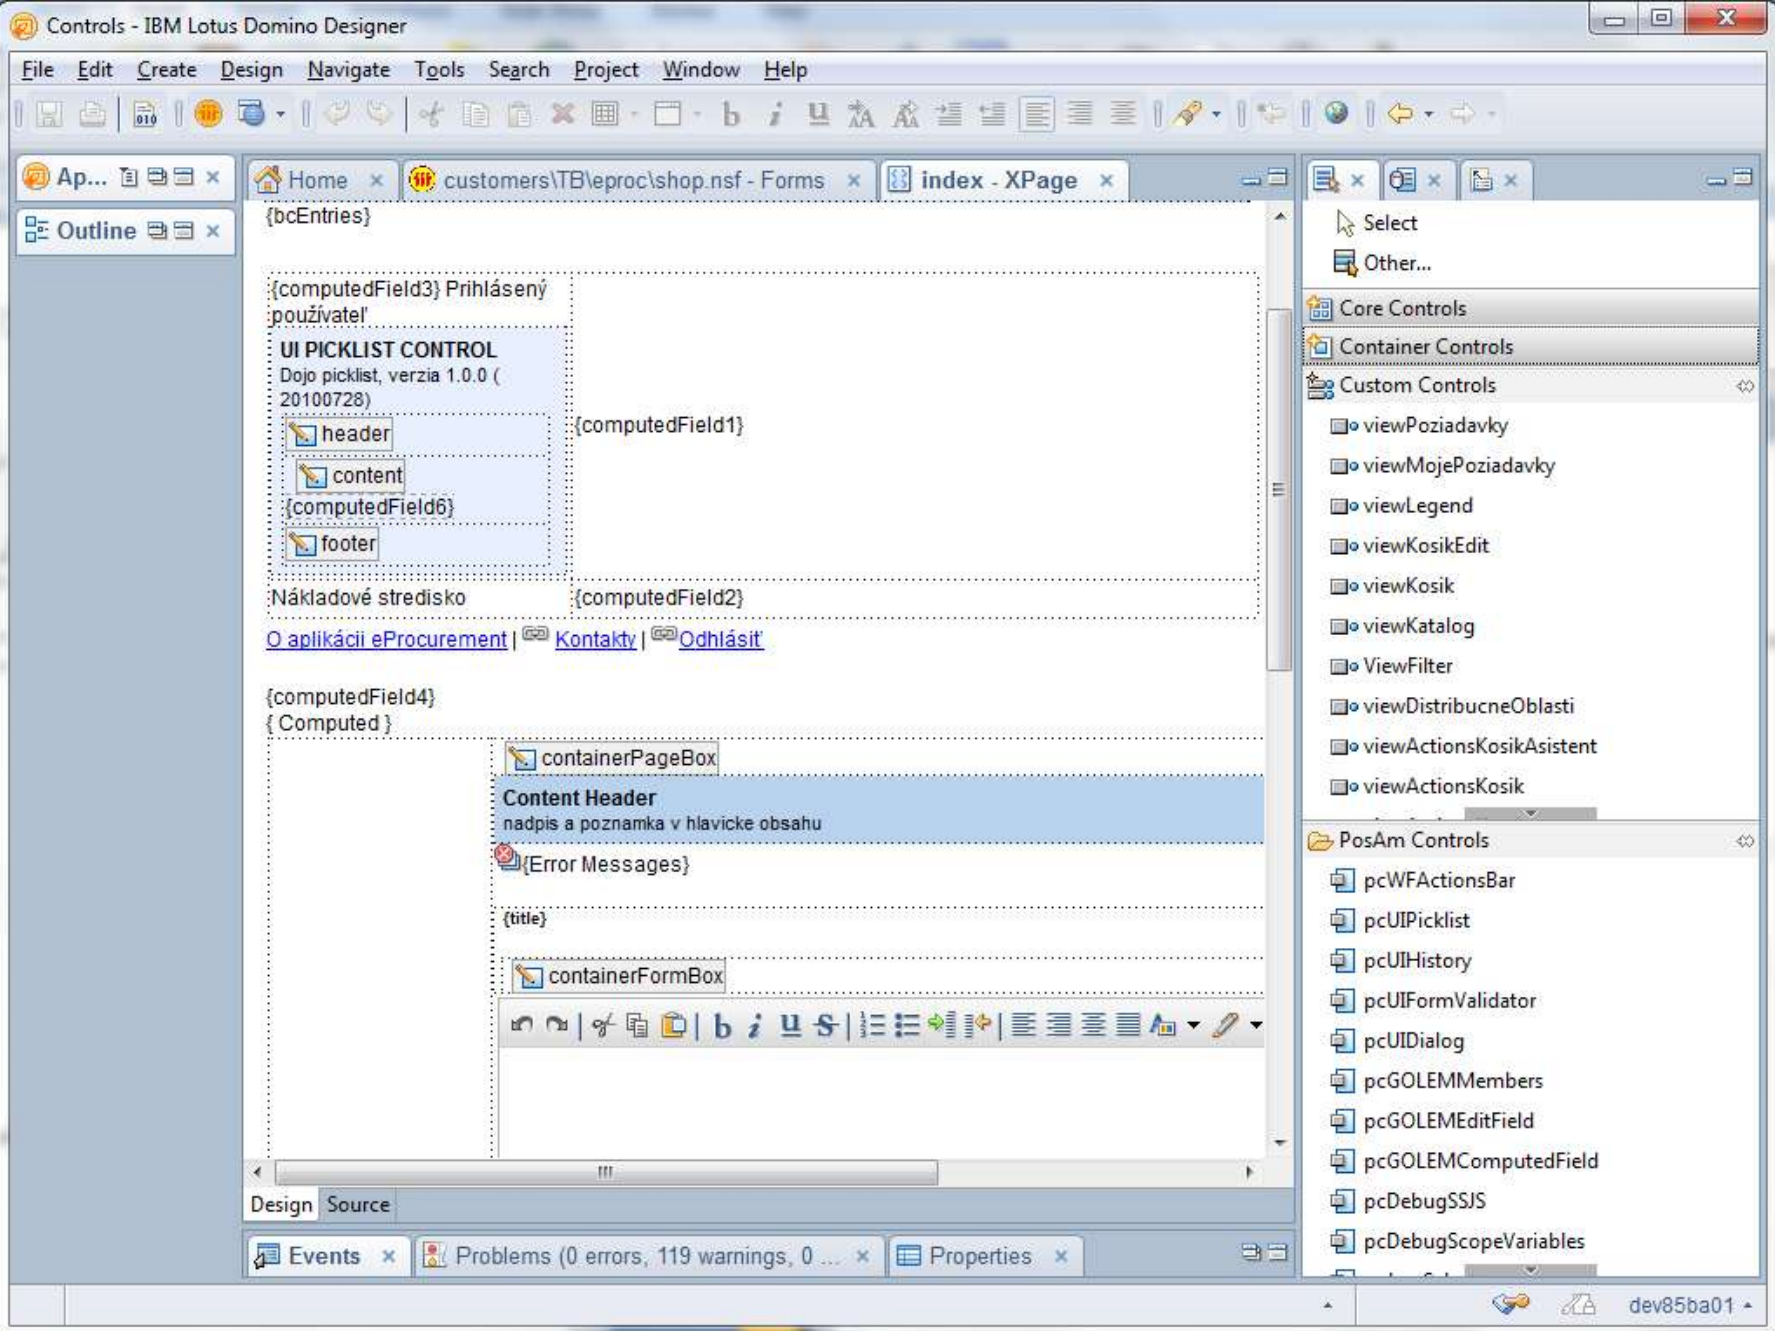 Controls - IBM Lotus Domino Designer
File Edit Create Design Navigate Tools Search Project Window Help
Ap...
Outline
Home
customers\TB\eproc\shop.nsf - Forms
index - XPage
{bcEntries}
{computedField3} Prihlásený
používateľ
UI PICKLIST CONTROL
Dojo picklist, verzia 1.0.0 (
20100728)
header
content
{computedField6}
footer
{computedField1}
Nákladové stredisko
{computedField2}
O aplikácii eProcurement | Kontakty | Odhlásiť
{computedField4}
{ Computed }
containerPageBox
Content Header
nadpis a poznamka v hlavicke obsahu
{Error Messages}
{title}
containerFormBox
Design Source
Events
Problems (0 errors, 119 warnings, 0 ...
Properties
Select
Other...
Core Controls
Container Controls
Custom Controls
viewPoziadavky
viewMojePoziadavky
viewLegend
viewKosikEdit
viewKosik
viewKatalog
ViewFilter
viewDistribucneOblasti
viewActionsKosikAsistent
viewActionsKosik
PosAm Controls
pcWFActionsBar
pcUIPicklist
pcUIHistory
pcUIFormValidator
pcUIDialog
pcGOLEMMembers
pcGOLEMEditField
pcGOLEMComputedField
pcDebugSSJS
pcDebugScopeVariables
dev85ba01